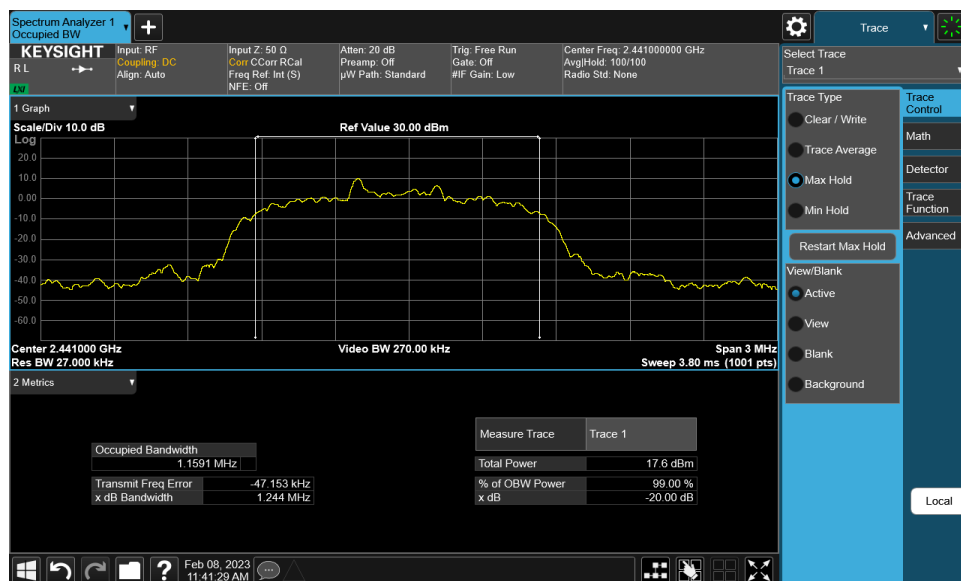 Spectrum Analyzer 1
Occupied BW
Trace
KEYSIGHT
R L
LXI
Input: RF
Coupling: DC
Align: Auto
Input Z: 50 Ω
Corr CCorr RCal
Freq Ref: Int (S)
NFE: Off
Atten: 20 dB
Preamp: Off
µW Path: Standard
Trig: Free Run
Gate: Off
#IF Gain: Low
Center Freq: 2.441000000 GHz
Avg|Hold: 100/100
Radio Std: None
Select Trace
Trace 1
1 Graph
Scale/Div 10.0 dB
Ref Value 30.00 dBm
Log
20.0
10.0
0.00
-10.0
-20.0
-30.0
-40.0
-50.0
-60.0
Center 2.441000 GHz
Video BW 270.00 kHz
Span 3 MHz
Res BW 27.000 kHz
Sweep 3.80 ms (1001 pts)
Trace Type
Clear / Write
Trace Average
Max Hold
Min Hold
Restart Max Hold
View/Blank
Active
View
Blank
Background
Trace
Control
Math
Detector
Trace
Function
Advanced
Local
2 Metrics
Occupied Bandwidth
1.1591 MHz
Transmit Freq Error -47.153 kHz
x dB Bandwidth 1.244 MHz
Measure Trace Trace 1
Total Power 17.6 dBm
% of OBW Power 99.00 %
x dB -20.00 dB
?
Feb 08, 2023
11:41:29 AM